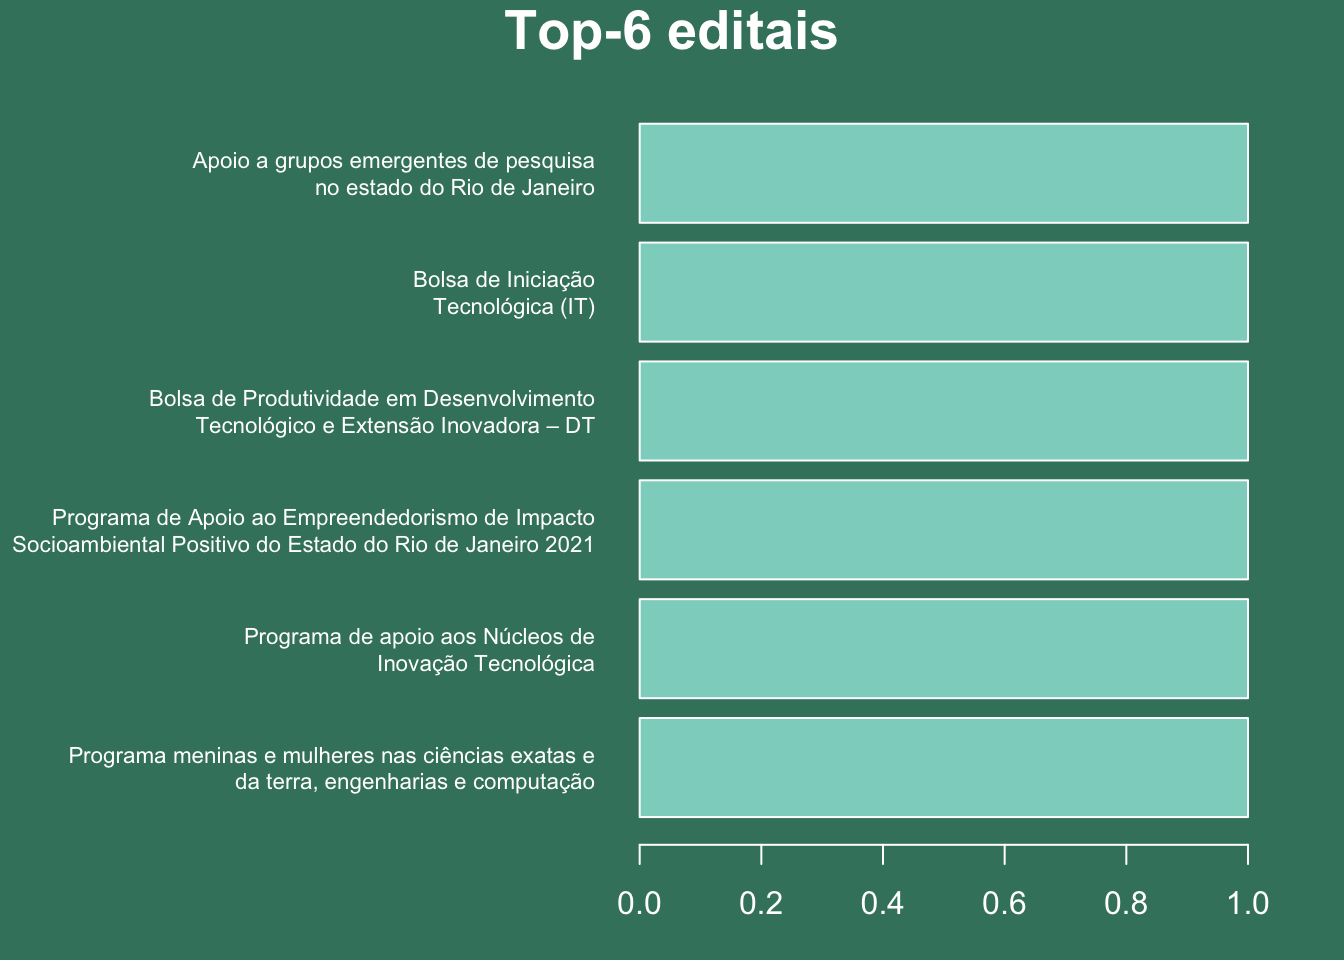 Top-6 editais
Apoio a grupos emergentes de pesquisa
no estado do Rio de Janeiro
Bolsa de Iniciação
Tecnológica (IT)
Bolsa de Produtividade em Desenvolvimento
Tecnológico e Extensão Inovadora – DT
Programa de Apoio ao Empreendedorismo de Impacto
Socioambiental Positivo do Estado do Rio de Janeiro 2021
Programa de apoio aos Núcleos de
Inovação Tecnológica
Programa meninas e mulheres nas ciências exatas e
da terra, engenharias e computação
0.0 0.2 0.4 0.6 0.8 1.0